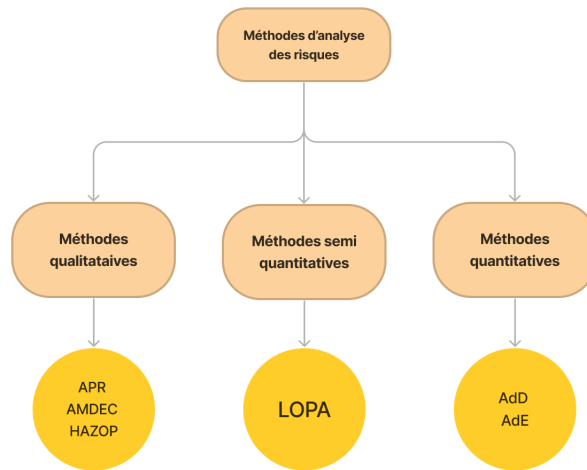 Méthodes d'analyse
des risques
Méthodes
qualitataives
Méthodes semi
quantitatives
Méthodes
quantitatives
APR
AMDEC
HAZOP
LOPA
AdD
AdE